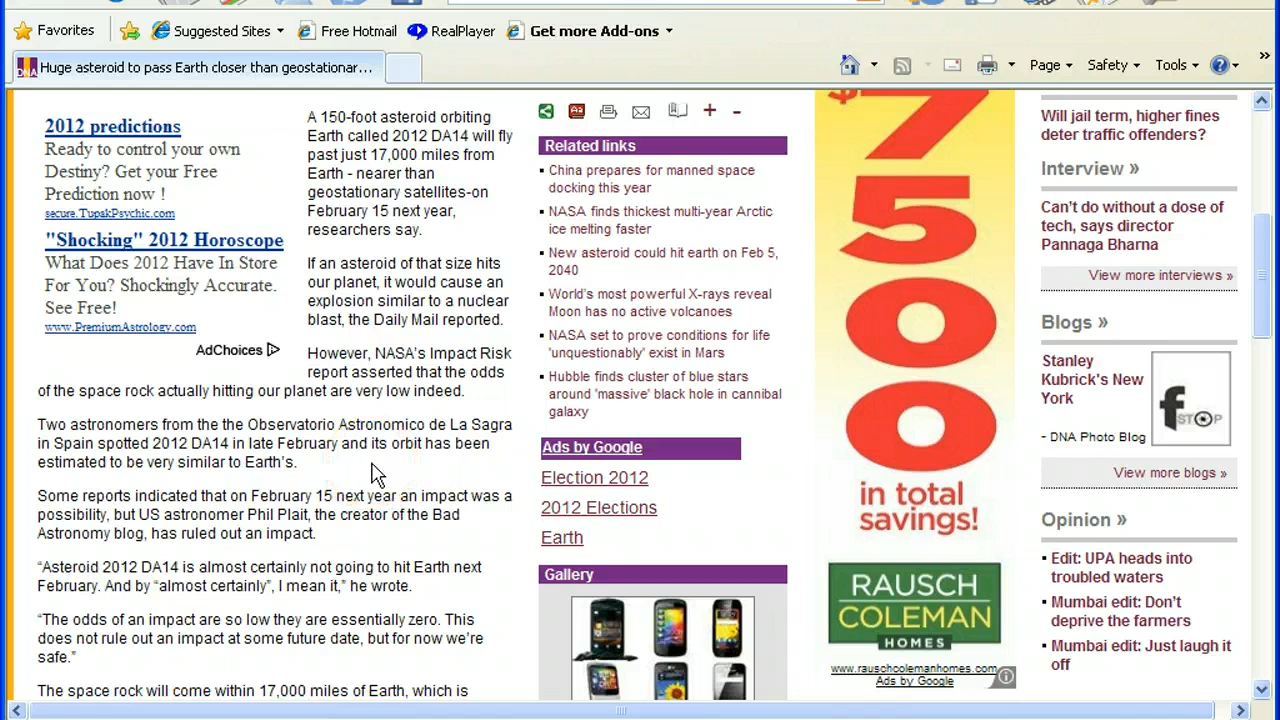 Favorites
Suggested Sites
Free Hotmail
RealPlayer
Get more Add-ons
DNA
Huge asteroid to pass Earth closer than geostationar...
Page
Safety
Tools
2012 predictions
Ready to control your own
Destiny? Get your Free
Prediction now !
secure.TupakPsychic.com
"Shocking" 2012 Horoscope
What Does 2012 Have In Store
For You? Shockingly Accurate.
See Free!
www.PremiumAstrology.com
AdChoices
A 150-foot asteroid orbiting
Earth called 2012 DA14 will fly
past just 17,000 miles from
Earth - nearer than
geostationary satellites-on
February 15 next year,
researchers say.
If an asteroid of that size hits
our planet, it would cause an
explosion similar to a nuclear
blast, the Daily Mail reported.
However, NASA's Impact Risk
report asserted that the odds
of the space rock actually hitting our planet are very low indeed.
Two astronomers from the the Observatorio Astronomico de La Sagra
in Spain spotted 2012 DA14 in late February and its orbit has been
estimated to be very similar to Earth's.
Some reports indicated that on February 15 next year an impact was a
possibility, but US astronomer Phil Plait, the creator of the Bad
Astronomy blog, has ruled out an impact.
“Asteroid 2012 DA14 is almost certainly not going to hit Earth next
February. And by “almost certainly”, I mean it,” he wrote.
“The odds of an impact are so low they are essentially zero. This
does not rule out an impact at some future date, but for now we're
safe.”
The space rock will come within 17,000 miles of Earth, which is
Related links
China prepares for manned space
docking this year
NASA finds thickest multi-year Arctic
ice melting faster
New asteroid could hit earth on Feb 5,
2040
World's most powerful X-rays reveal
Moon has no active volcanoes
NASA set to prove conditions for life
'unquestionably' exist in Mars
Hubble finds cluster of blue stars
around 'massive' black hole in cannibal
galaxy
Ads by Google
Election 2012
2012 Elections
Earth
Gallery
$7500
in total
savings!
RAUSCH
COLEMAN
HOMES
www.rauschcolemanhomes.com
Ads by Google
Will jail term, higher fines
deter traffic offenders?
Interview »
Can't do without a dose of
tech, says director
Pannaga Bharna
View more interviews »
Blogs »
Stanley
Kubrick's New
York
f STOP
- DNA Photo Blog
View more blogs »
Opinion »
Edit: UPA heads into
troubled waters
Mumbai edit: Don't
deprive the farmers
Mumbai edit: Just laugh it
off